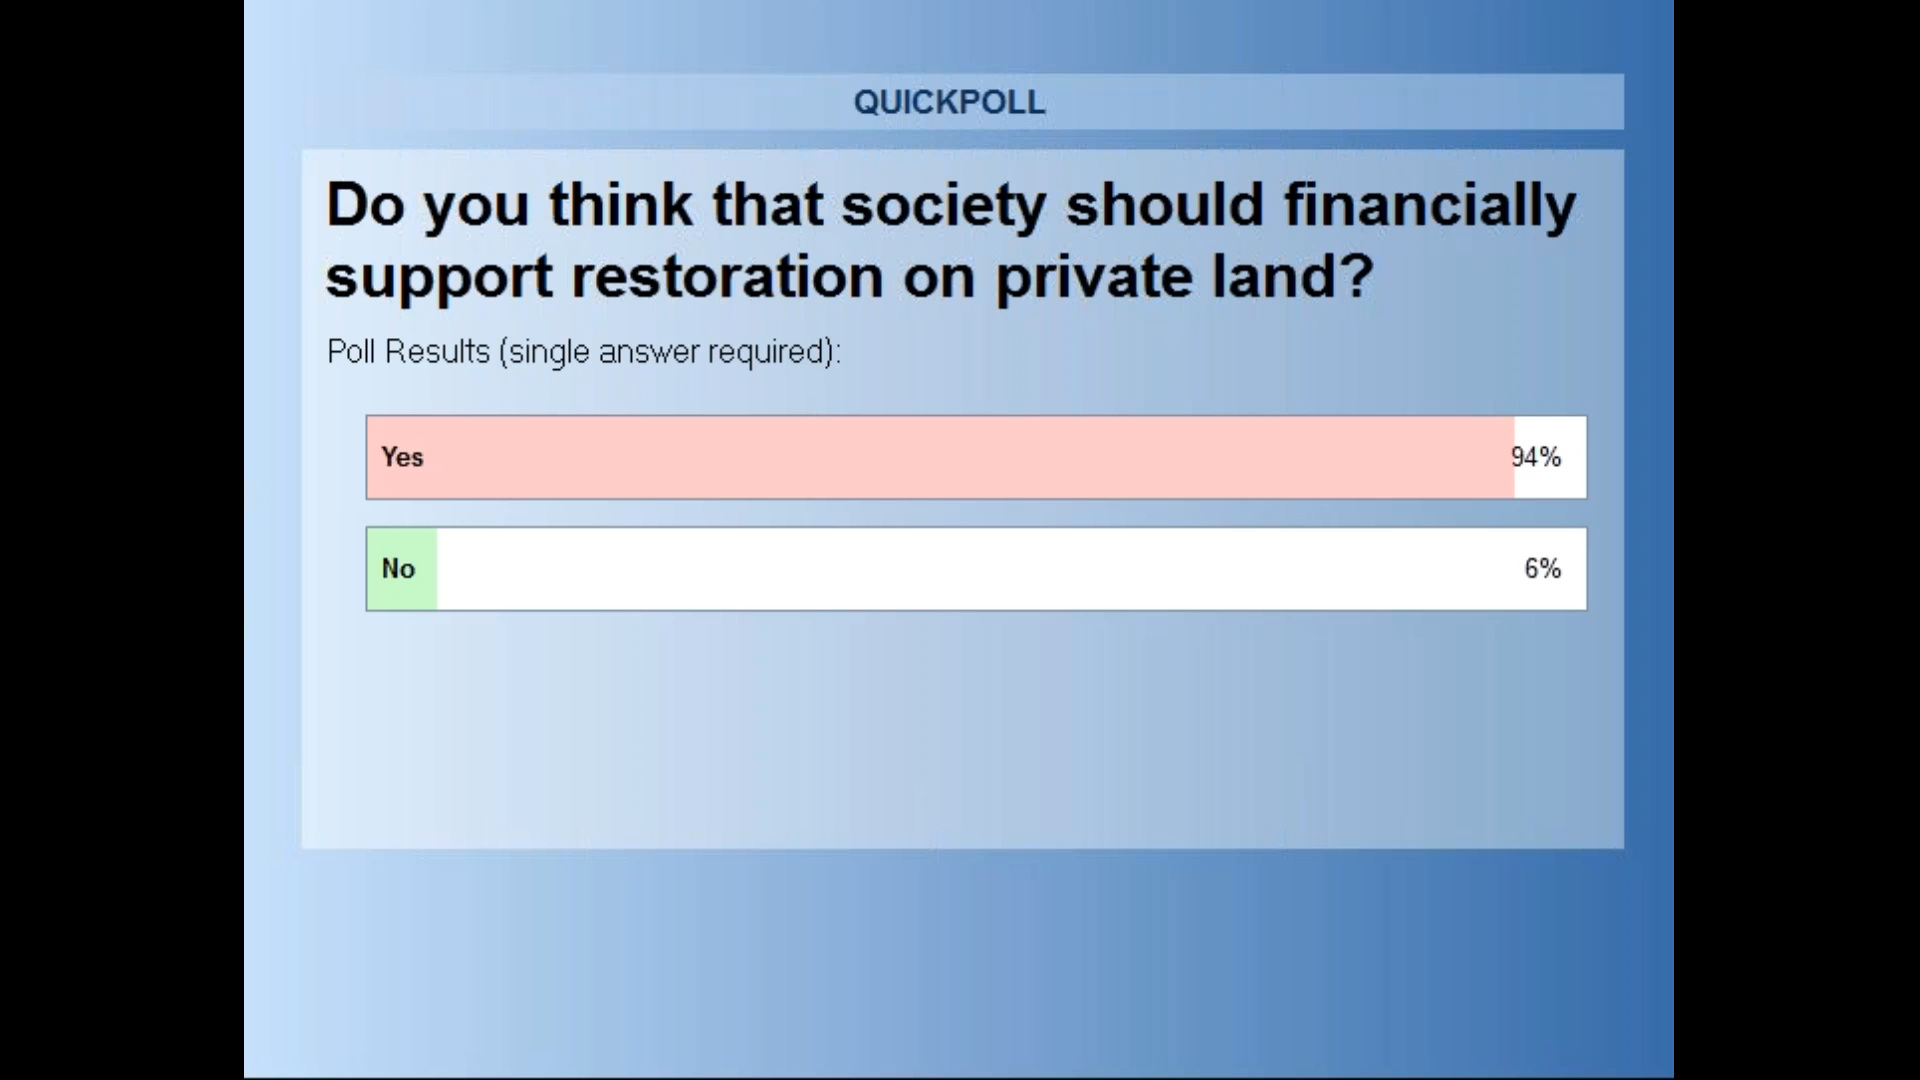 QUICKPOLL
Do you think that society should financially
support restoration on private land?
Poll Results (single answer required):
Yes 94%
No 6%